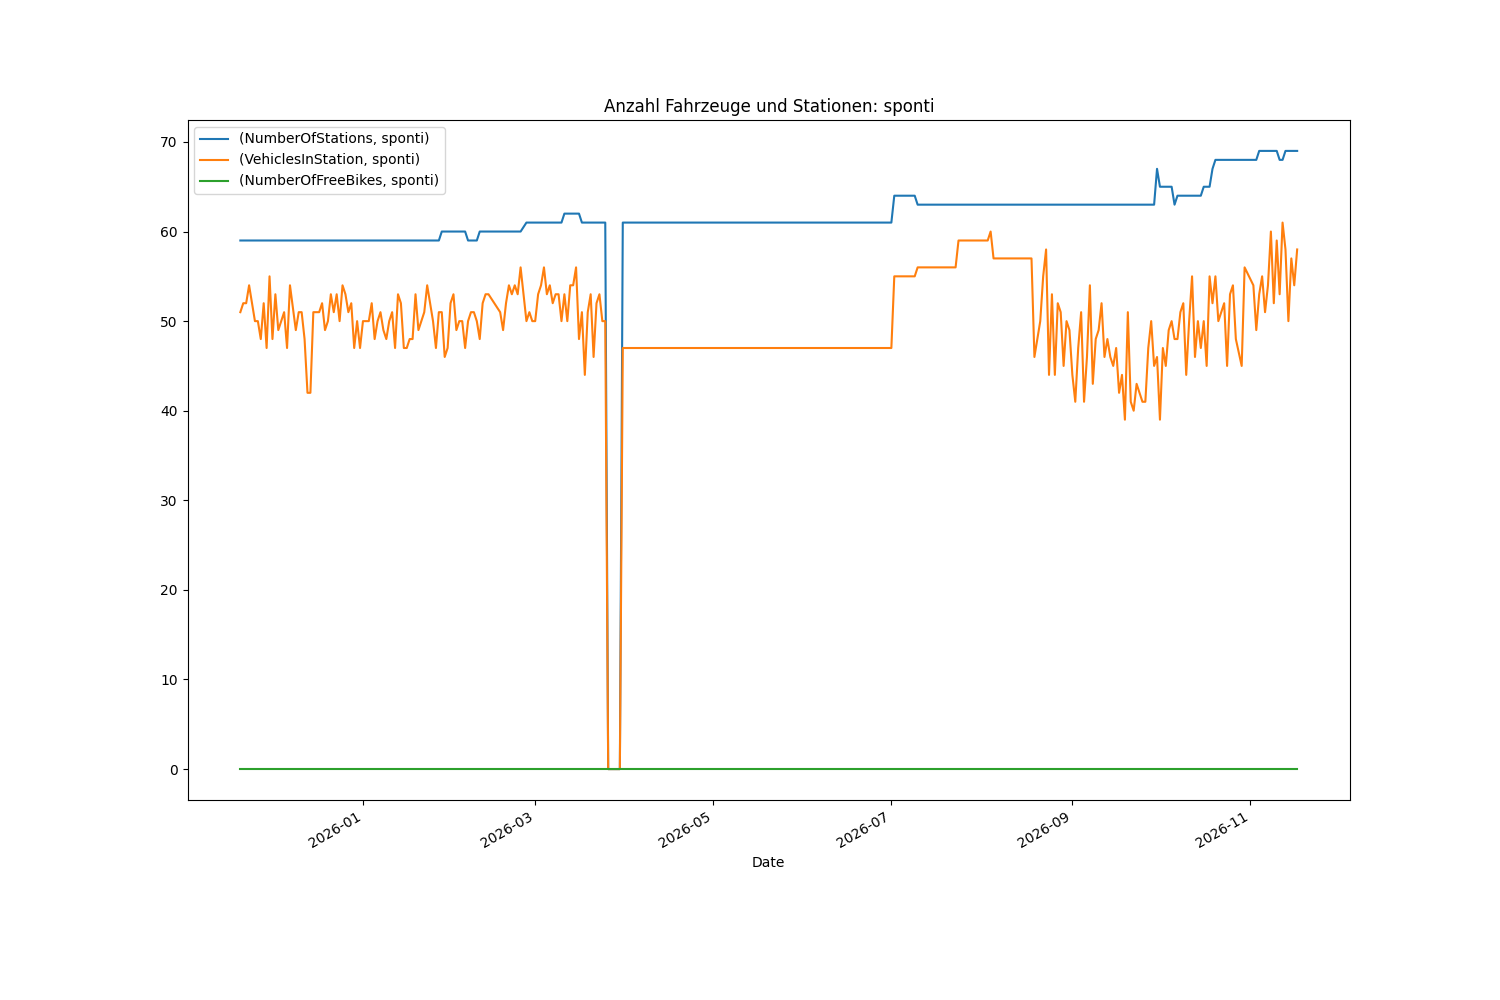 Anzahl Fahrzeuge und Stationen: sponti
(NumberOfStations, sponti)
(VehiclesInStation, sponti)
(NumberOfFreeBikes, sponti)
70
60
50
40
30
20
10
0
2026-01
2026-03
2026-05
2026-07
2026-09
2026-11
Date